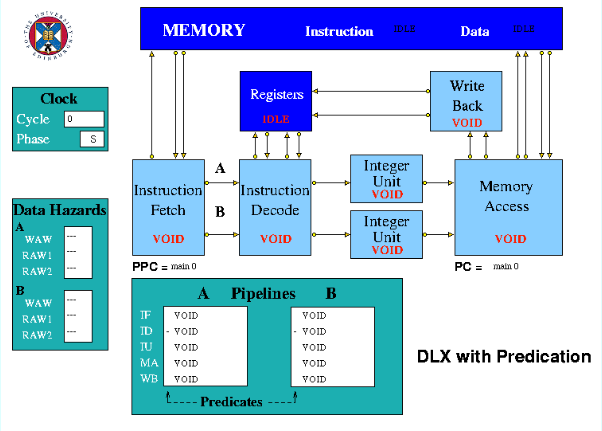 MEMORY Instruction IDLE Data IDLE
Clock
Cycle 0
Phase S
Registers
IDLE
Write
Back
VOID
A
B
Instruction
Fetch
VOID
Instruction
Decode
VOID
Integer
Unit
VOID
Integer
Unit
VOID
Memory
Access
VOID
PPC = main 0
PC = main 0
Data Hazards
A
WAW ---
RAW1 ---
RAW2 ---
B
WAW ---
RAW1 ---
RAW2 ---
A Pipelines B
IF VOID VOID
ID - VOID - VOID
IU VOID VOID
MA VOID VOID
WB VOID VOID
Predicates
DLX with Predication